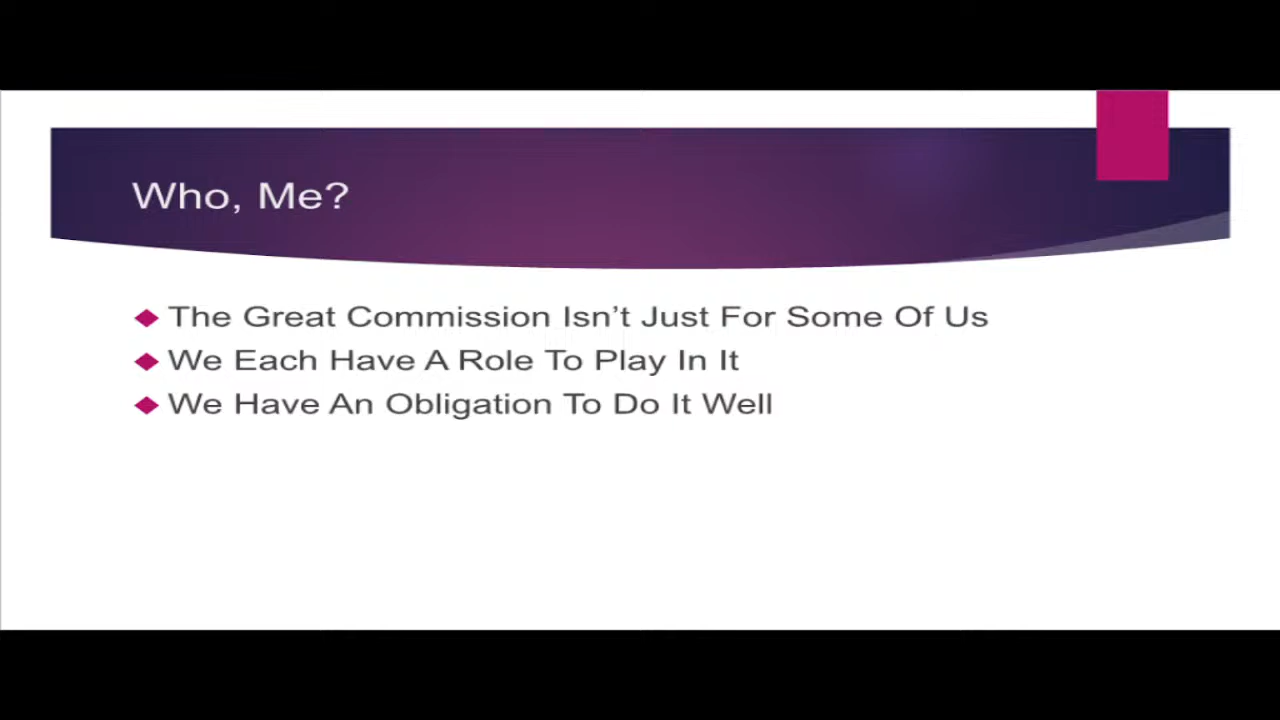 Who, Me?
The Great Commission Isn’t Just For Some Of Us
We Each Have A Role To Play In It
We Have An Obligation To Do It Well